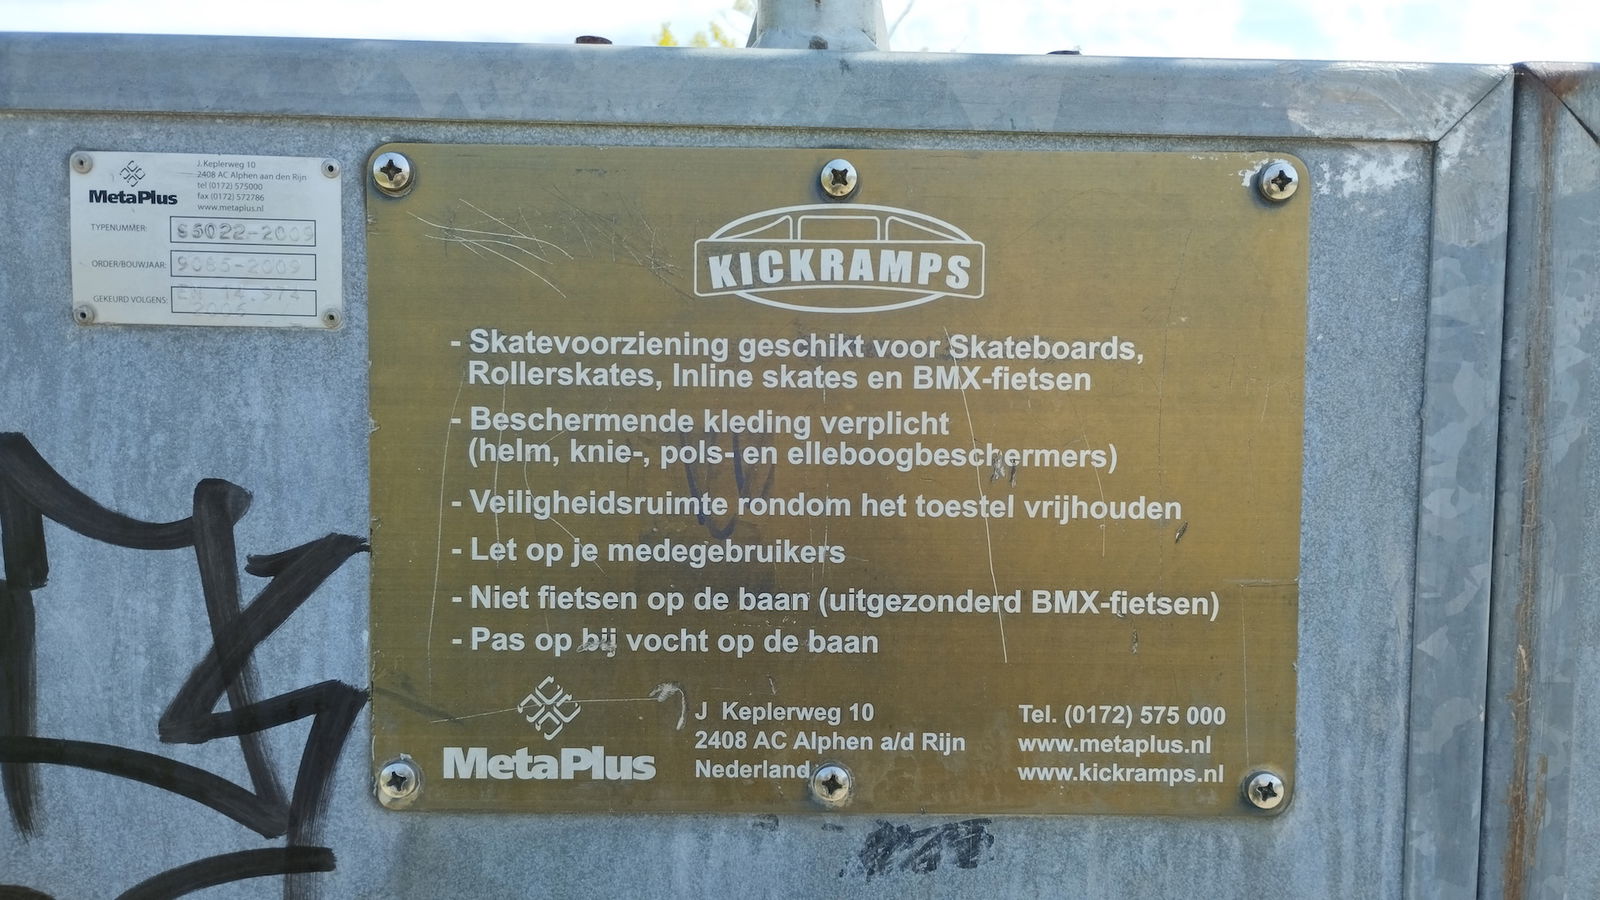 MetaPlus
J. Keplerweg 10
2408 AC Alphen aan den Rijn
tel (0172) 575000
fax (0172) 572786
www.metaplus.nl
TYPENUMMER: S5022-2009
ORDER/BOUWJAAR: 9085-2009
GEKEURD VOLGENS: EN 14.974
2006
KICKRAMPS
- Skatevoorziening geschikt voor Skateboards,
Rollerskates, Inline skates en BMX-fietsen
- Beschermende kleding verplicht
(helm, knie-, pols- en elleboogbeschermers)
- Veiligheidsruimte rondom het toestel vrijhouden
- Let op je medegebruikers
- Niet fietsen op de baan (uitgezonderd BMX-fietsen)
- Pas op bij vocht op de baan
MetaPlus
J Keplerweg 10
2408 AC Alphen a/d Rijn
Nederland
Tel. (0172) 575 000
www.metaplus.nl
www.kickramps.nl